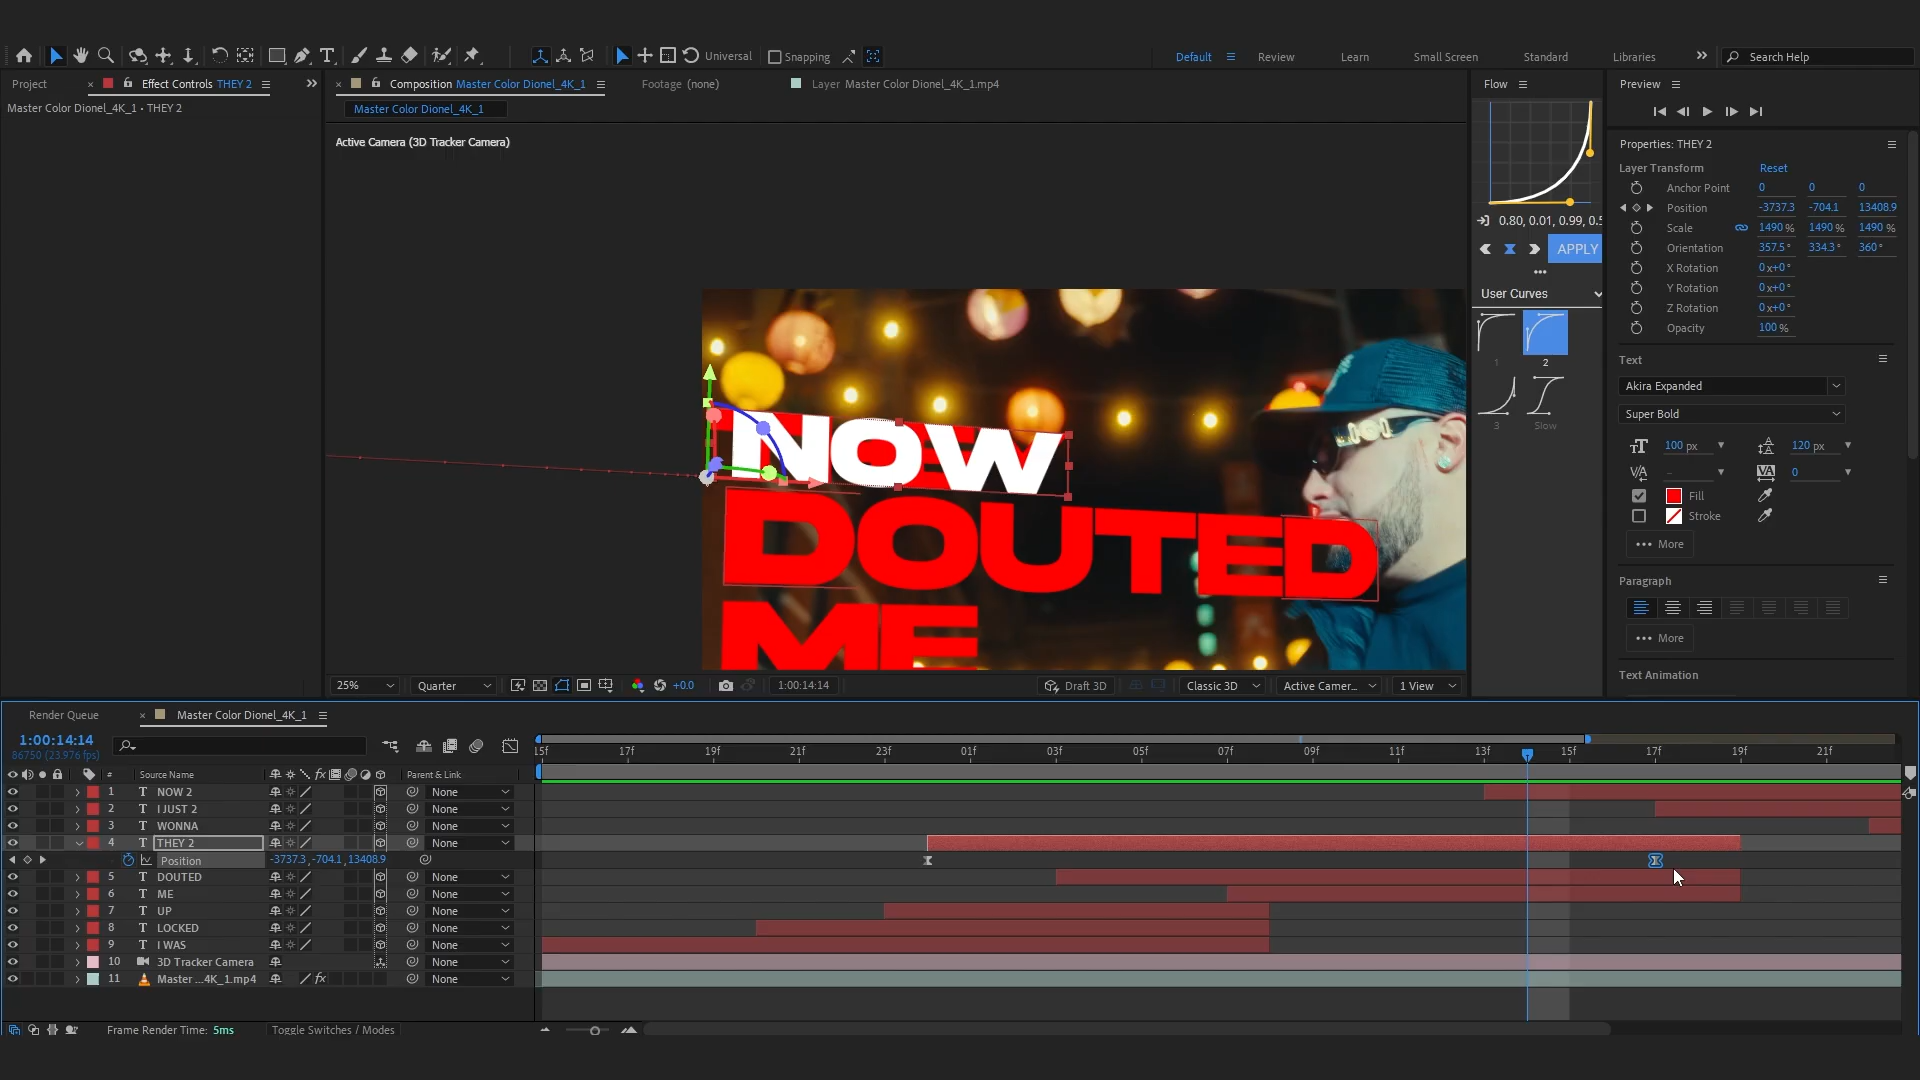 Universal
Snapping
Default
Review
Learn
Small Screen
Standard
Libraries
Search Help
Project
Effect Controls THEY 2
Composition Master Color Dionel_4K_1
Footage (none)
Layer Master Color Dionel_4K_1.mp4
Flow
Preview
Master Color Dionel_4K_1 • THEY 2
Master Color Dionel_4K_1
Active Camera (3D Tracker Camera)
Properties: THEY 2
Layer Transform Reset
Anchor Point 0 0 0
Position -3737.3 -704.1 13408.9
Scale 1490 % 1490 % 1490 %
Orientation 357.5° 334.3° 360°
X Rotation 0x+0°
Y Rotation 0x+0°
Z Rotation 0x+0°
Opacity 100 %
0.80, 0.01, 0.99, 0.5
APPLY
User Curves
1
2
3
Slow
Text
Akira Expanded
Super Bold
100 px
120 px
0
Fill
Stroke
More
Paragraph
More
Text Animation
NOW
DOUTED
ME
25%
Quarter
+0.0
1:00:14:14
Draft 3D
Classic 3D
Active Camer...
1 View
Render Queue
Master Color Dionel_4K_1
1:00:14:14
86750 (23.976 fps)
15f 17f 19f 21f 23f 01f 03f 05f 07f 09f 11f 13f 15f 17f 19f 21f
# Source Name Parent & Link
1 T NOW 2 None
2 T I JUST 2 None
3 T WONNA None
4 T THEY 2 None
Position -3737.3,-704.1,13408.9
5 T DOUTED None
6 T ME None
7 T UP None
8 T LOCKED None
9 T I WAS None
10 3D Tracker Camera None
11 Master ...4K_1.mp4 fx None
Frame Render Time: 5ms
Toggle Switches / Modes